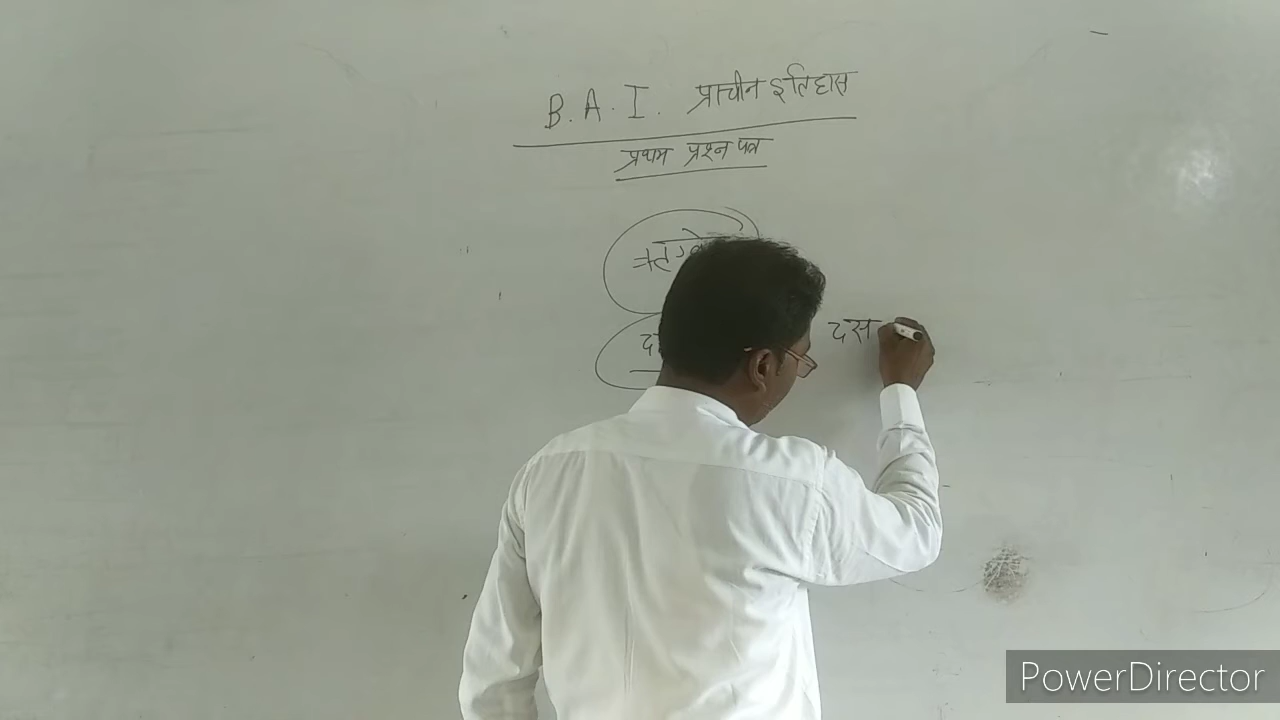 B. A. I. प्राचीन इतिहास
प्रथम प्रश्न पत्र
दस
PowerDirector